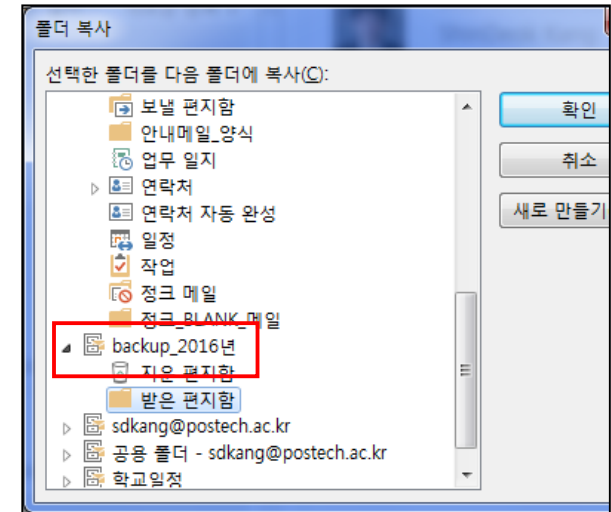 폴더 복사
선택한 폴더를 다음 폴더에 복사(C):
보낼 편지함
안내메일_양식
업무 일지
연락처
연락처 자동 완성
일정
작업
정크 메일
정크_BLANK_메일
backup_2016년
지운 편지함
받은 편지함
sdkang@postech.ac.kr
공용 폴더 - sdkang@postech.ac.kr
학교일정
확인
취소
새로 만들기